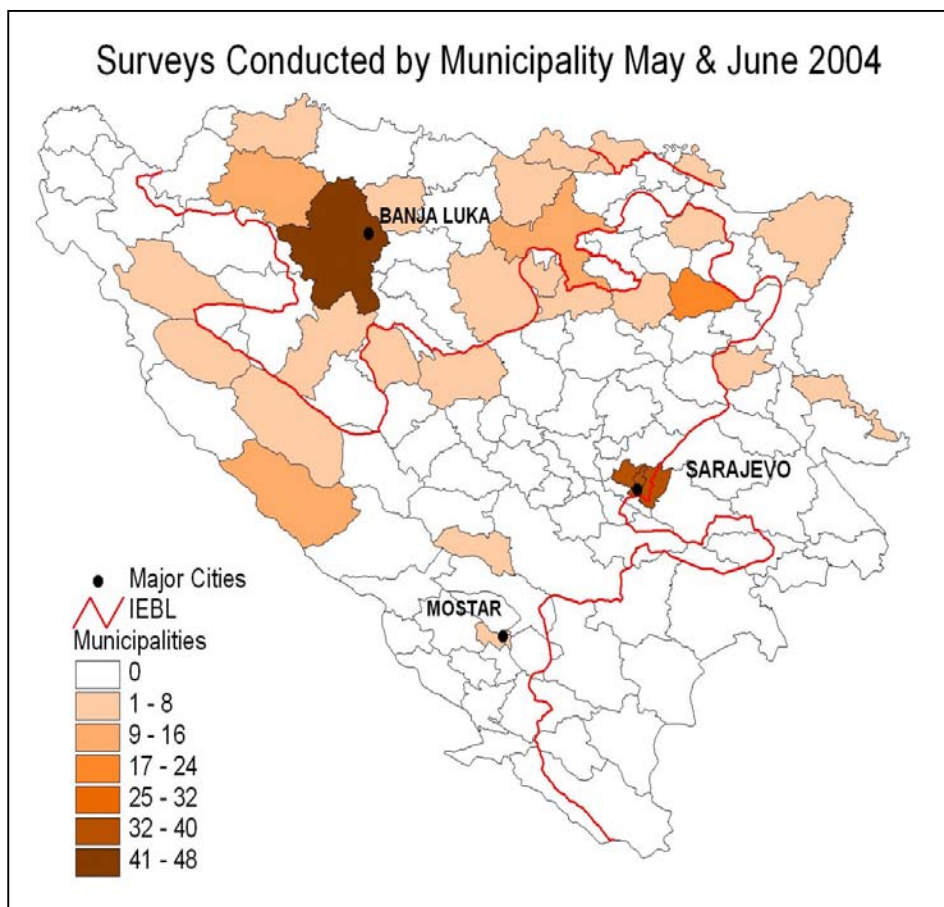 Surveys Conducted by Municipality May & June 2004
BANJA LUKA
SARAJEVO
MOSTAR
Major Cities
IEBL
Municipalities
0
1 - 8
9 - 16
17 - 24
25 - 32
32 - 40
41 - 48